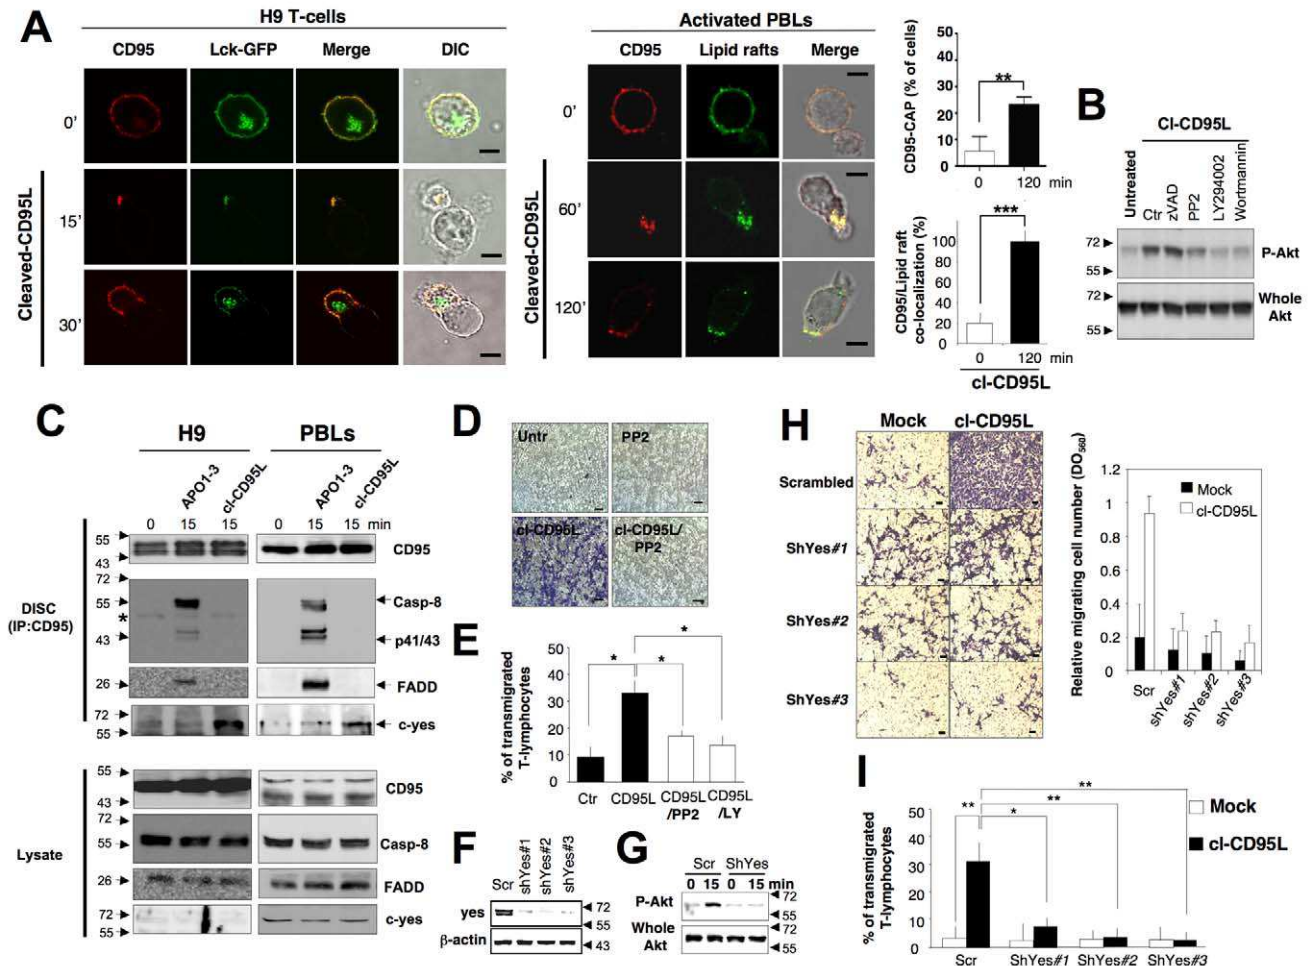 A
H9 T-cells
CD95 Lck-GFP Merge DIC
0'
15'
30'
Cleaved-CD95L
Activated PBLs
CD95 Lipid rafts Merge
0'
60'
120'
Cleaved-CD95L
CD95-CAP (% of cells)
50
40
30
20
10
0
**
0 120 min
CD95/Lipid raft
co-localization (%)
100
80
60
40
20
0
***
0 120 min
cl-CD95L
B
Cl-CD95L
Untreated Ctr zVAD PP2 LY294002 Wortmannin
72
55
P-Akt
72
55
Whole
Akt
C
H9 PBLs
APO1-3 cl-CD95L APO1-3 cl-CD95L
0 15 15 0 15 15 min
DISC
(IP:CD95)
55
43
CD95
72
55
*
43
Casp-8
p41/43
26
FADD
72
55
c-yes
Lysate
55
43
CD95
72
55
Casp-8
26
FADD
72
55
c-yes
D
Untr PP2
cl-CD95L cl-CD95L/
PP2
E
% of transmigrated
T-lymphocytes
50
40
30
20
10
0
* * *
Ctr CD95L CD95L CD95L
/PP2 /LY
F
Scr shYes#1 shYes#2 shYes#3
yes
72
55
β-actin
43
G
Scr ShYes
0 15 0 15 min
P-Akt
72
55
Whole
Akt
72
55
H
Mock cl-CD95L
Scrambled
ShYes#1
ShYes#2
ShYes#3
Relative migrating cell number (DO560)
1.2
1
0.8
0.6
0.4
0.2
0
Mock
cl-CD95L
Scr shYes#1 shYes#2 shYes#3
I
% of transmigrated
T-lymphocytes
50
40
30
20
10
0
** * ** **
Mock
cl-CD95L
Scr ShYes#1 ShYes#2 ShYes#3